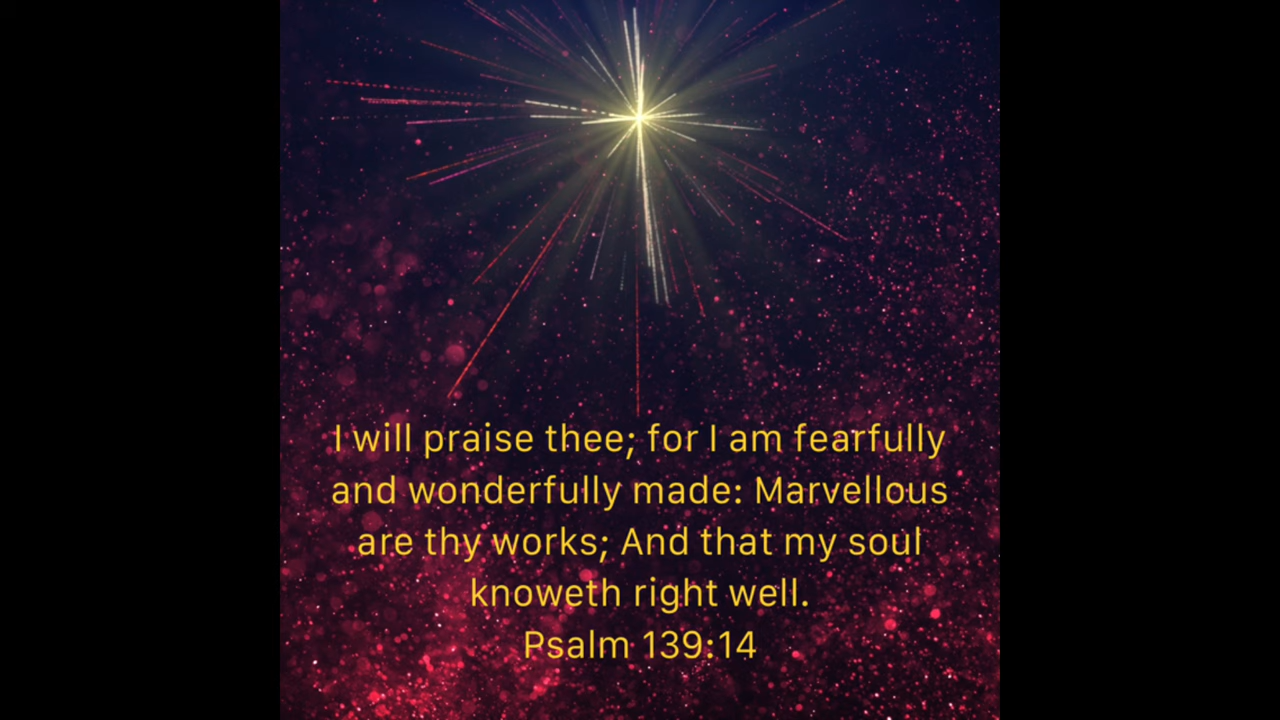 I will praise thee; for I am fearfully
and wonderfully made: Marvellous
are thy works; And that my soul
knoweth right well.
Psalm 139:14